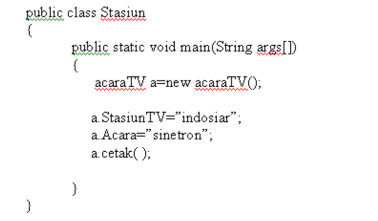 public class Stasiun
{
public static void main(String args[])
{
acaraTV a=new acaraTV();
a.StasiunTV=”indosiar”;
a.Acara=”sinetron”;
a.cetak( );
}
}